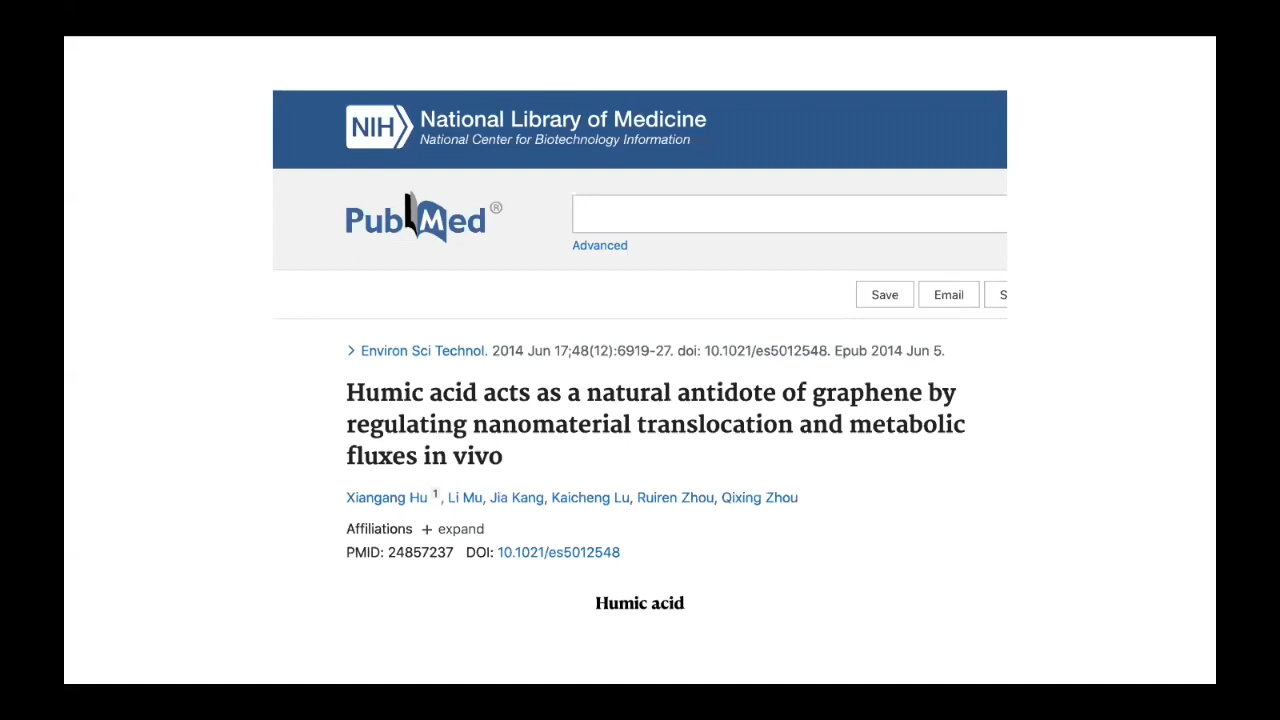 NIH National Library of Medicine
National Center for Biotechnology Information
PubMed®
Advanced
Save Email S
> Environ Sci Technol. 2014 Jun 17;48(12):6919-27. doi: 10.1021/es5012548. Epub 2014 Jun 5.
Humic acid acts as a natural antidote of graphene by
regulating nanomaterial translocation and metabolic
fluxes in vivo
Xiangang Hu 1, Li Mu, Jia Kang, Kaicheng Lu, Ruiren Zhou, Qixing Zhou
Affiliations + expand
PMID: 24857237 DOI: 10.1021/es5012548
Humic acid